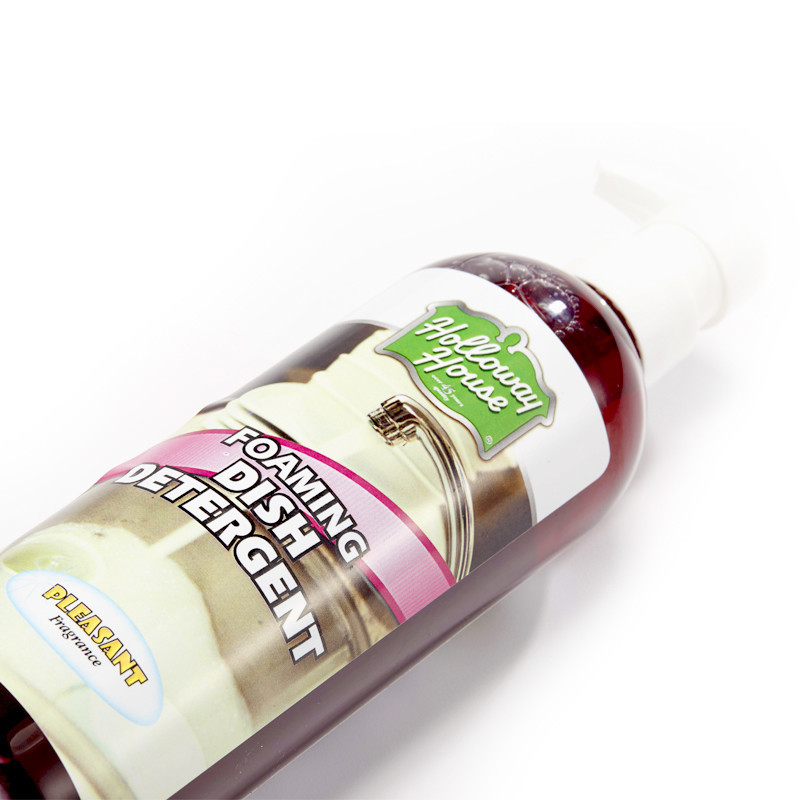 Holloway
House
FOAMING
DISH
DETERGENT
PLEASANT
fragrance